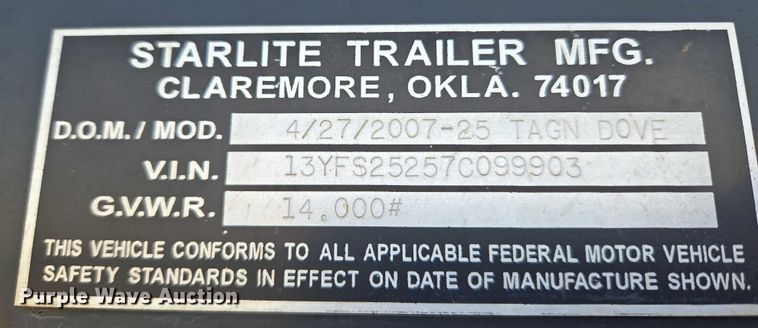 STARLITE TRAILER MFG.
CLAREMORE, OKLA. 74017
D.O.M./ MOD. 4/27/2007-25 TAGN DOVE
V.I.N. 13YFS25257C099903
G.V.W.R. 14,000#
THIS VEHICLE CONFORMS TO ALL APPLICABLE FEDERAL MOTOR VEHICLE
SAFETY STANDARDS IN EFFECT ON DATE OF MANUFACTURE SHOWN.
Purple Wave Auction